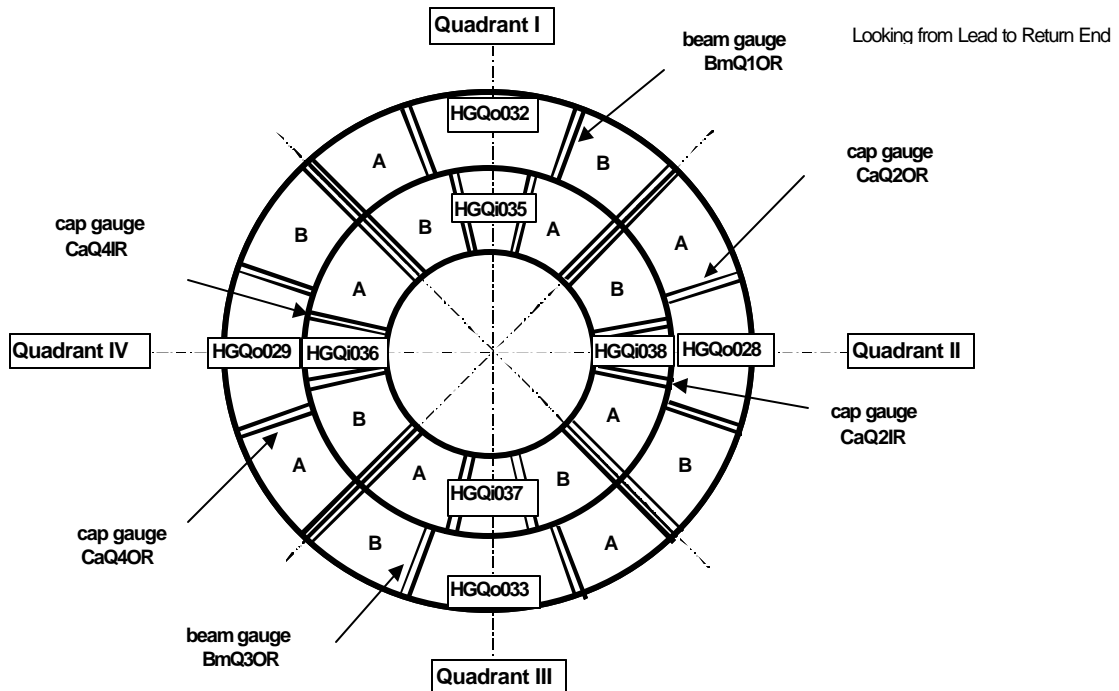 Quadrant I
Looking from Lead to Return End
beam gauge
BmQ1OR
HGQo032
A
B
cap gauge
CaQ2OR
HGQi035
B
A
B
A
cap gauge
CaQ4IR
A
B
Quadrant IV
HGQo029
HGQi036
HGQi038
HGQo028
Quadrant II
B
A
cap gauge
CaQ2IR
A
A
B
B
HGQi037
cap gauge
CaQ4OR
B
A
HGQo033
beam gauge
BmQ3OR
Quadrant III